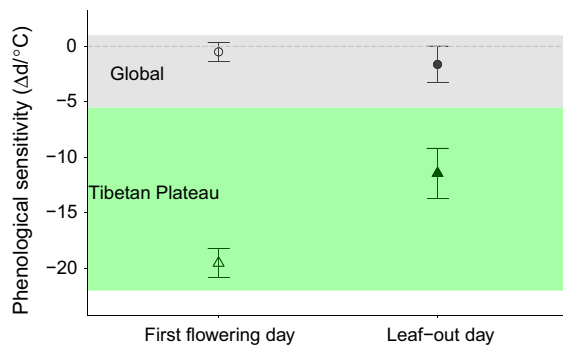 Phenological sensitivity (Δd/°C)
0
−5
−10
−15
−20
Global
Tibetan Plateau
First flowering day
Leaf−out day